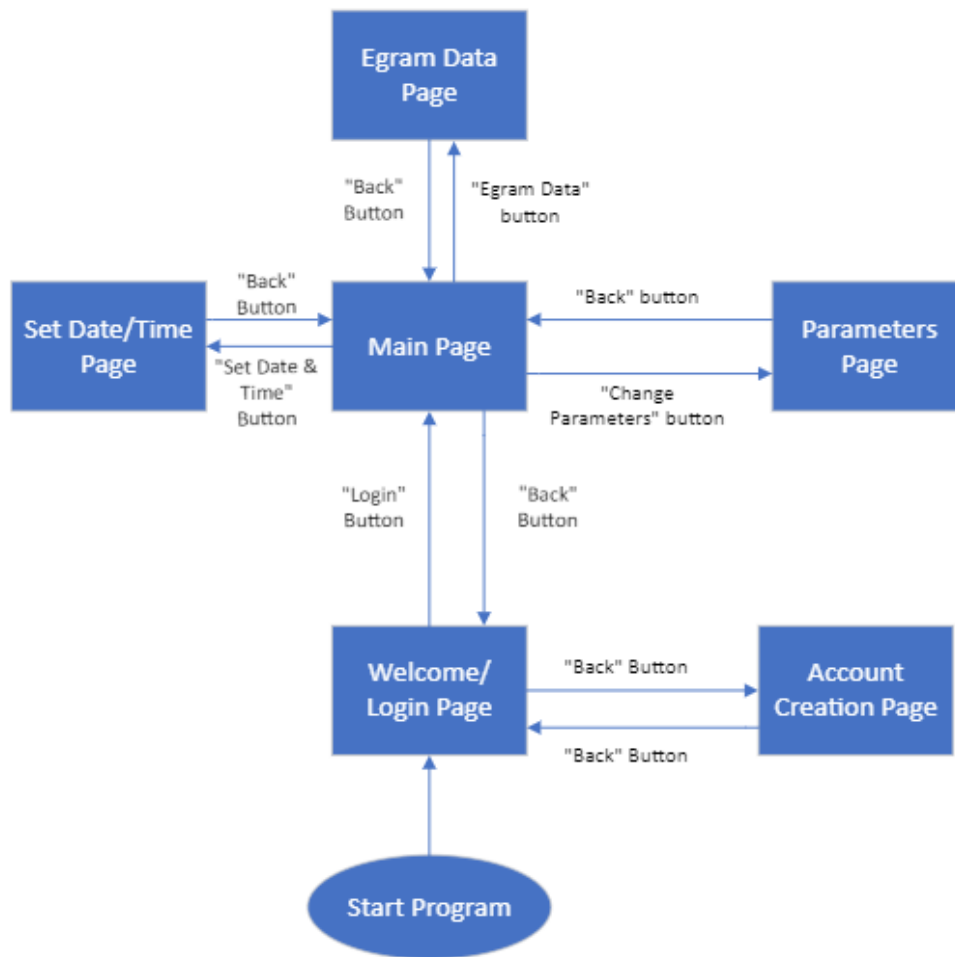 Egram Data
Page
"Back"
Button
"Egram Data"
button
"Back"
Button
"Back" button
Set Date/Time
Page
Main Page
Parameters
Page
"Set Date &
Time"
Button
"Change
Parameters" button
"Login"
Button
"Back"
Button
Welcome/
Login Page
"Back" Button
Account
Creation Page
"Back" Button
Start Program